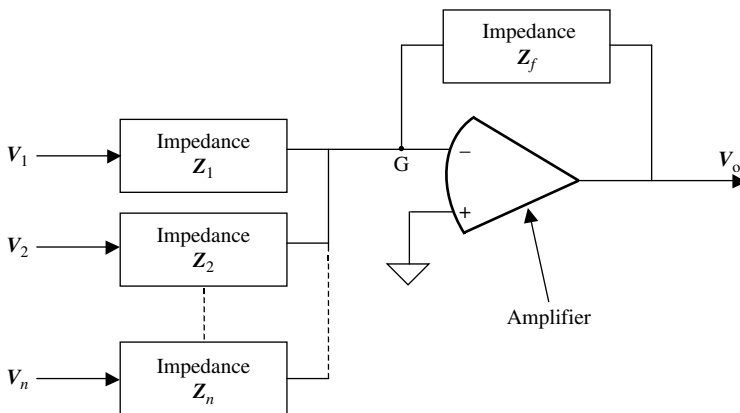 Impedance
Z_f
Impedance
Z_1
V_1
G
−
V_o
Impedance
Z_2
V_2
+
Amplifier
Impedance
Z_n
V_n